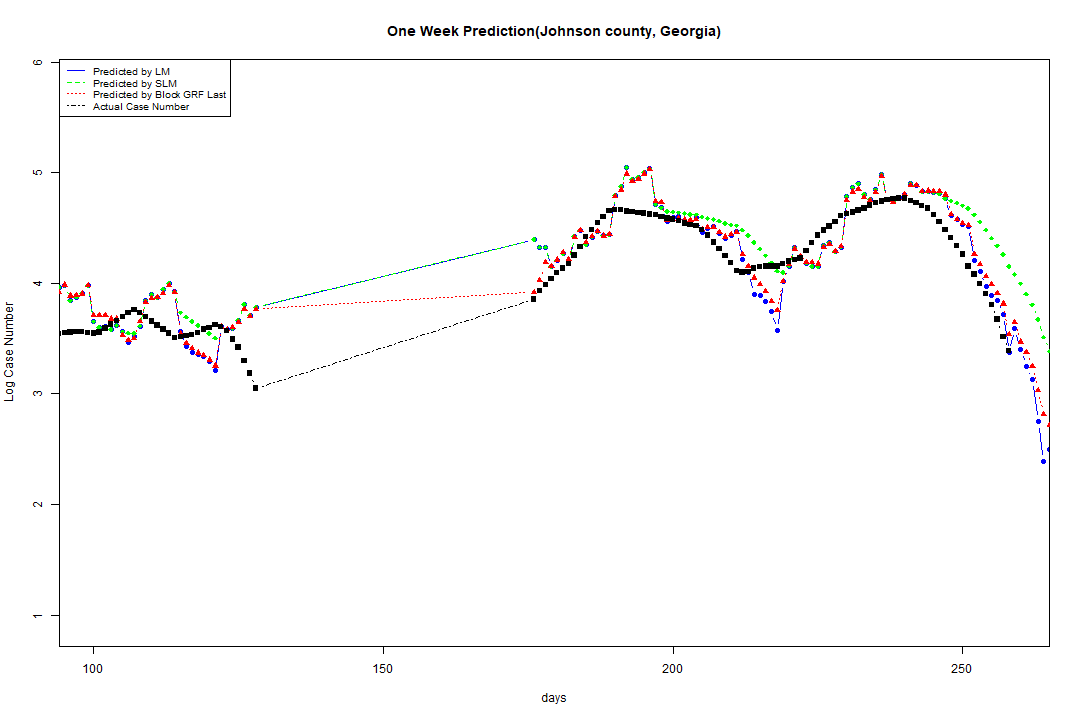 One Week Prediction(Johnson county, Georgia)
Predicted by LM
Predicted by SLM
Predicted by Block GRF Last
Actual Case Number
6
5
4
3
2
1
Log Case Number
100 150 200 250
days